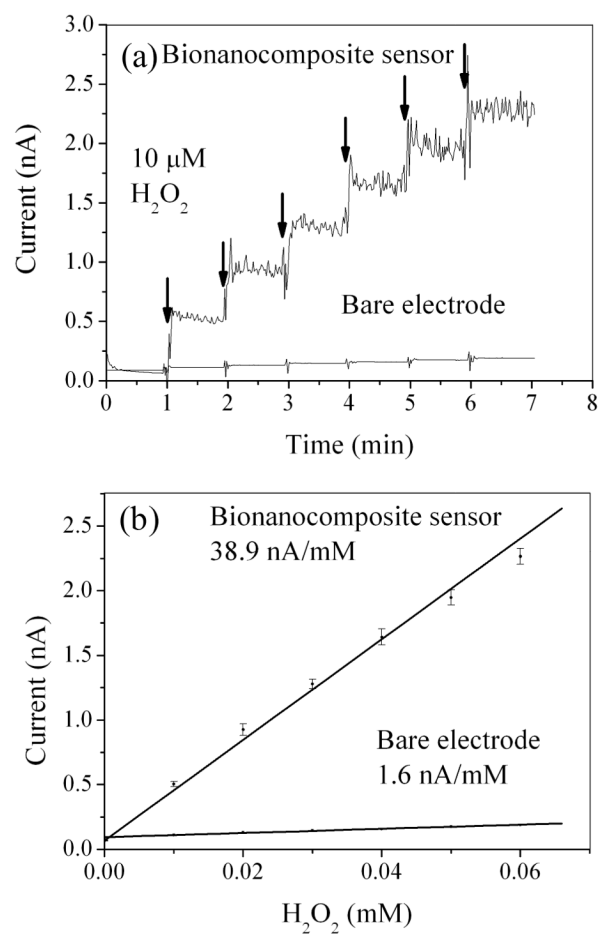 3.0
(a) Bionanocomposite sensor
2.5
2.0
10 μM
H₂O₂
1.5
Current (nA)
1.0
Bare electrode
0.5
0.0
0 1 2 3 4 5 6 7 8
Time (min)
(b) Bionanocomposite sensor
38.9 nA/mM
2.5
2.0
1.5
Current (nA)
1.0
Bare electrode
1.6 nA/mM
0.5
0.0
0.00 0.02 0.04 0.06
H₂O₂ (mM)